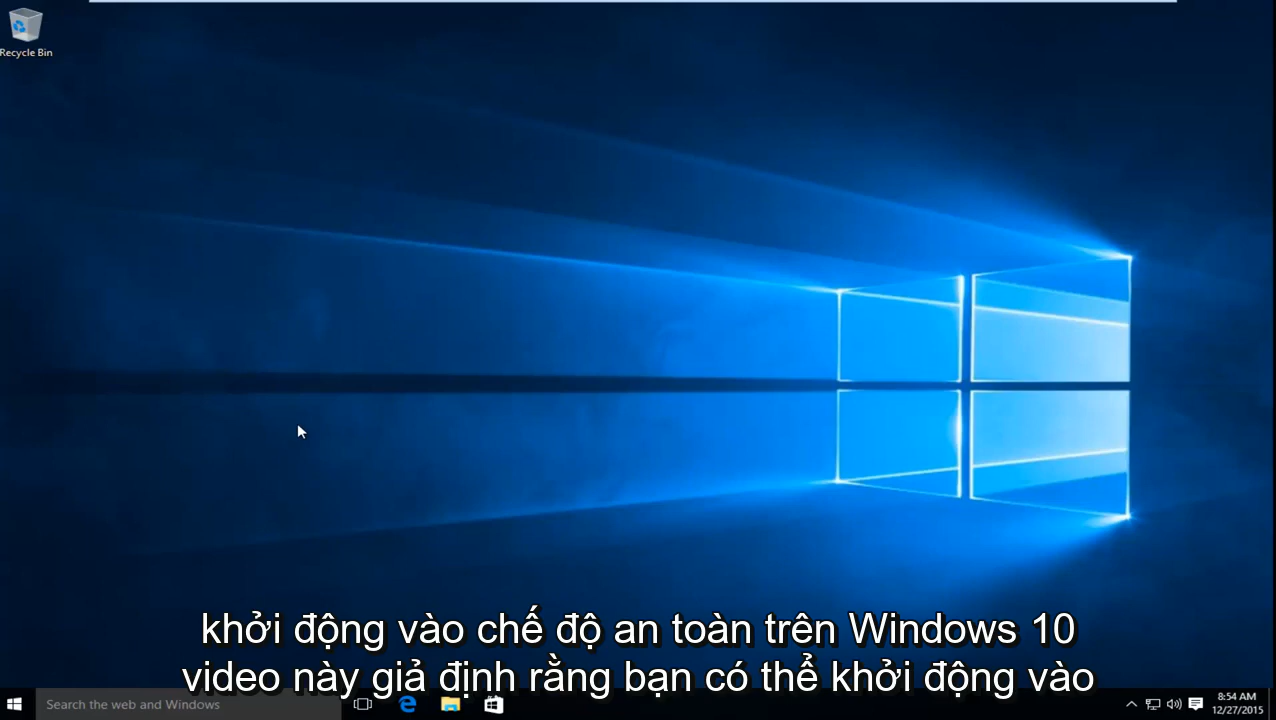 Recycle Bin
khởi động vào chế độ an toàn trên Windows 10
video này giả định rằng bạn có thể khởi động vào
Search the web and Windows
8:54 AM
12/27/2015